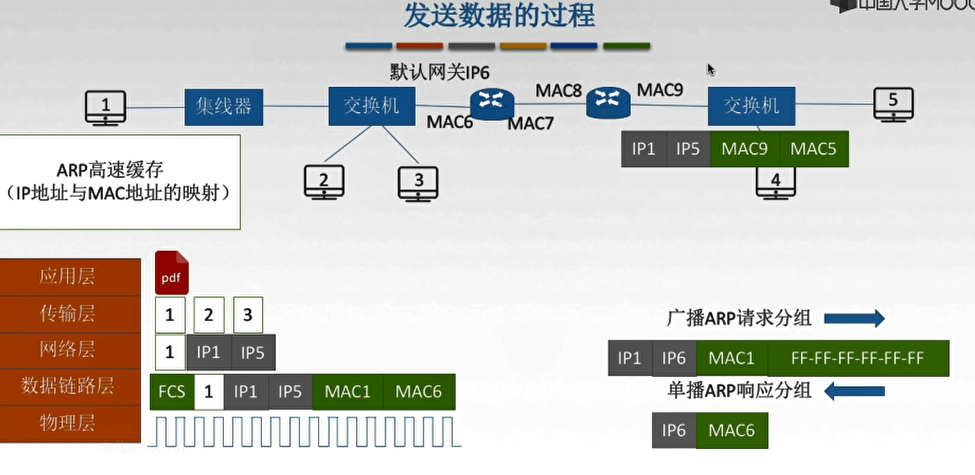 中国大学MOOC
发送数据的过程
默认网关IP6
MAC8
MAC9
1
集线器
交换机
交换机
5
MAC6
MAC7
IP1 IP5 MAC9 MAC5
ARP高速缓存
(IP地址与MAC地址的映射)
2
3
4
应用层
pdf
传输层
1 2 3
广播ARP请求分组
网络层
1 IP1 IP5
IP1 IP6 MAC1 FF-FF-FF-FF-FF-FF
数据链路层
FCS 1 IP1 IP5 MAC1 MAC6
单播ARP响应分组
物理层
IP6 MAC6